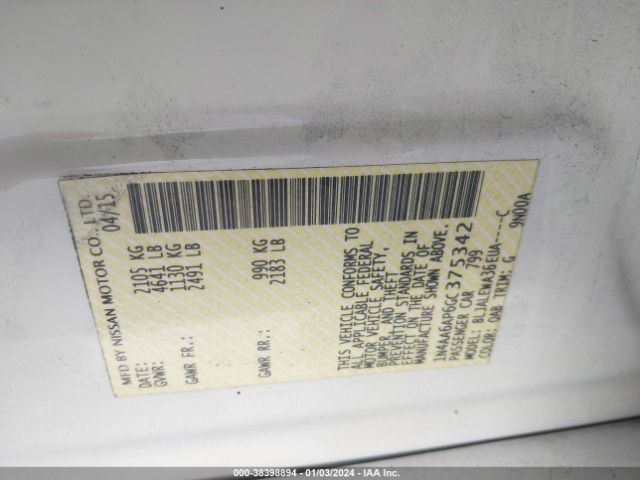 MFD BY NISSAN MOTOR CO., LTD.
DATE: 04/15
GVWR: 2105 KG
4641 LB
GAWR FR.: 1130 KG
2491 LB
GAWR RR.: 990 KG
2183 LB
THIS VEHICLE CONFORMS TO
ALL APPLICABLE FEDERAL
MOTOR VEHICLE SAFETY,
BUMPER, AND THEFT
PREVENTION STANDARDS IN
EFFECT ON THE DATE OF
MANUFACTURE SHOWN ABOVE.
1N4AA6AP6GC375342
PASSENGER CAR 799
MODEL: BLJALEWA36EUA----C
COLOR: QAB TRIM: G 9N00A
000-38398894 - 01/03/2024 - IAA Inc.